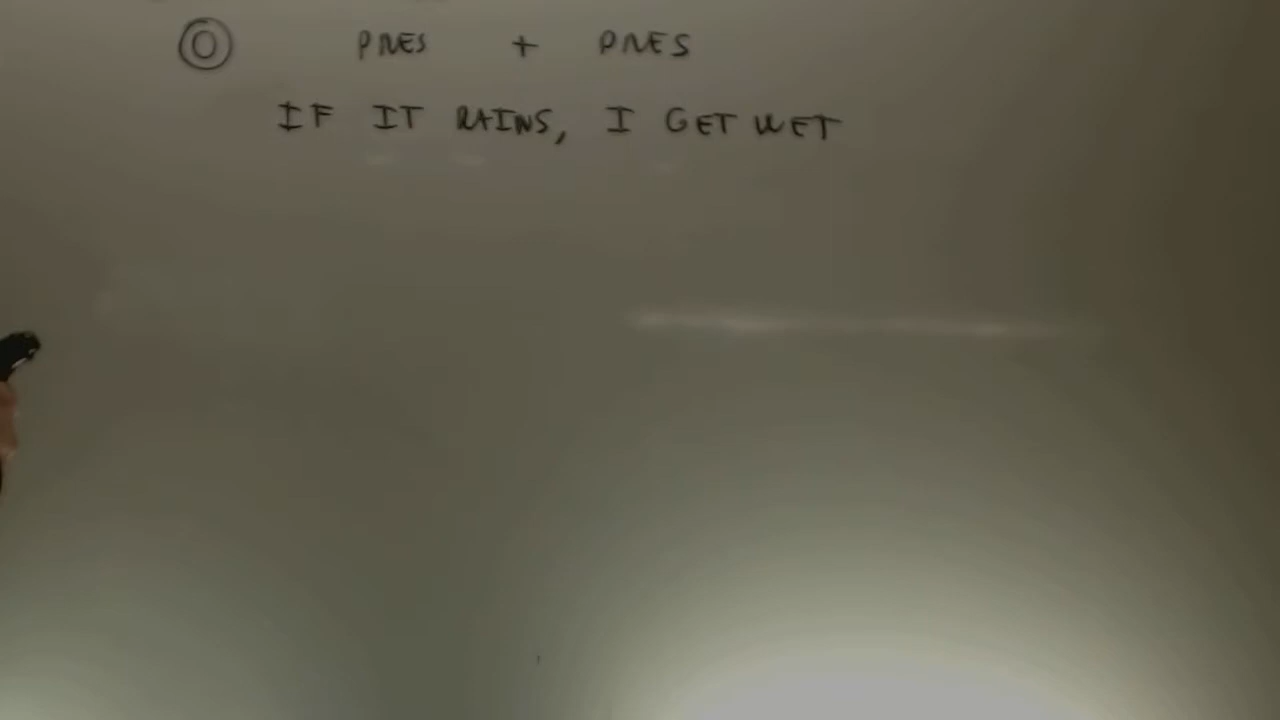 0 PRES + PRES
IF IT RAINS, I GET WET